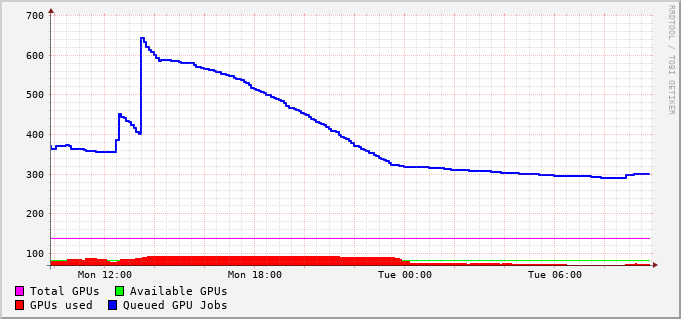 700
600
500
400
300
200
100
Mon 12:00 Mon 18:00 Tue 00:00 Tue 06:00
Total GPUs Available GPUs
GPUs used Queued GPU Jobs
RRDTOOL / TOBI OETIKER